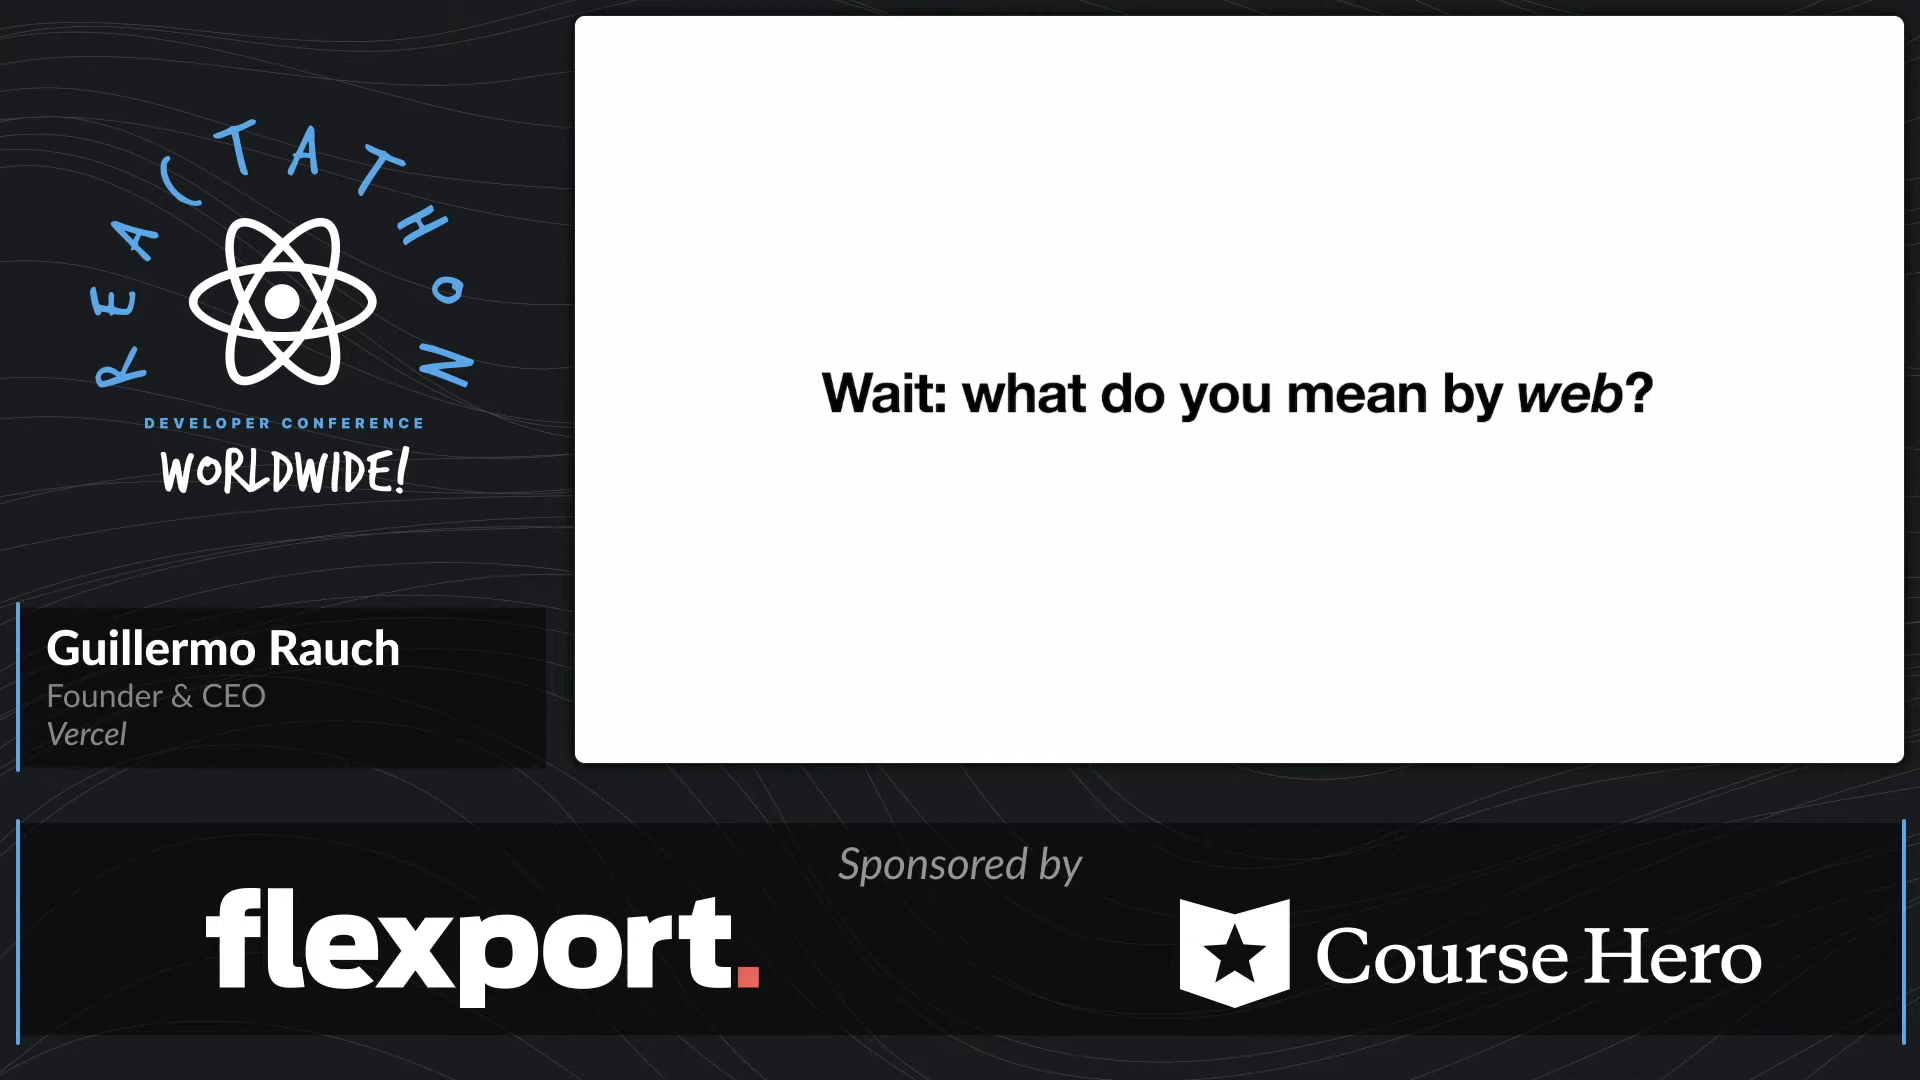 REACTATHON
DEVELOPER CONFERENCE
WORLDWIDE!
Wait: what do you mean by web?
Guillermo Rauch
Founder & CEO
Vercel
Sponsored by
flexport.
Course Hero